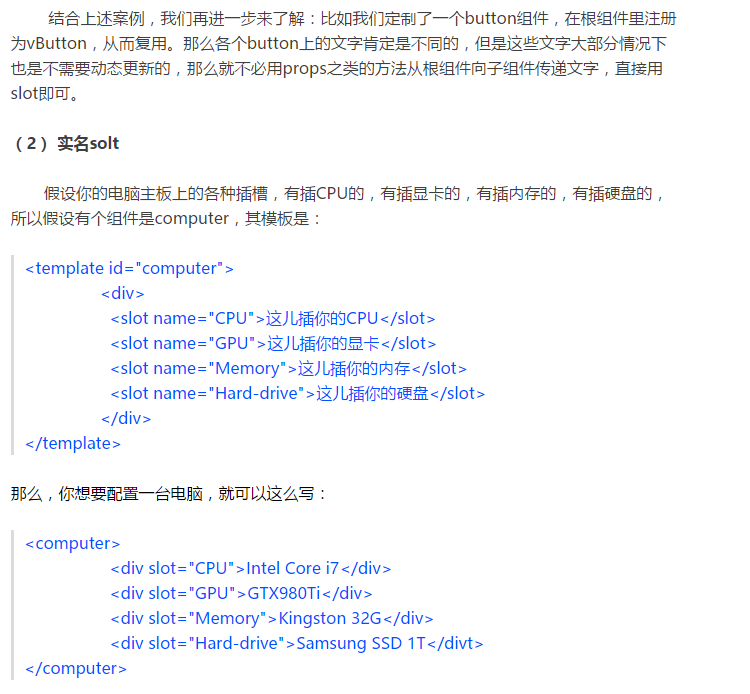 结合上述案例，我们再进一步来了解：比如我们定制了一个button组件，在根组件里注册
为vButton，从而复用。那么各个button上的文字肯定是不同的，但是这些文字大部分情况下
也是不需要动态更新的，那么就不必用props之类的方法从根组件向子组件传递文字，直接用
slot即可。
（2） 实名solt
假设你的电脑主板上的各种插槽，有插CPU的，有插显卡的，有插内存的，有插硬盘的，
所以假设有个组件是computer，其模板是：
<template id="computer">
<div>
<slot name="CPU">这儿插你的CPU</slot>
<slot name="GPU">这儿插你的显卡</slot>
<slot name="Memory">这儿插你的内存</slot>
<slot name="Hard-drive">这儿插你的硬盘</slot>
</div>
</template>
那么，你想要配置一台电脑，就可以这么写：
<computer>
<div slot="CPU">Intel Core i7</div>
<div slot="GPU">GTX980Ti</div>
<div slot="Memory">Kingston 32G</div>
<div slot="Hard-drive">Samsung SSD 1T</divt>
</computer>